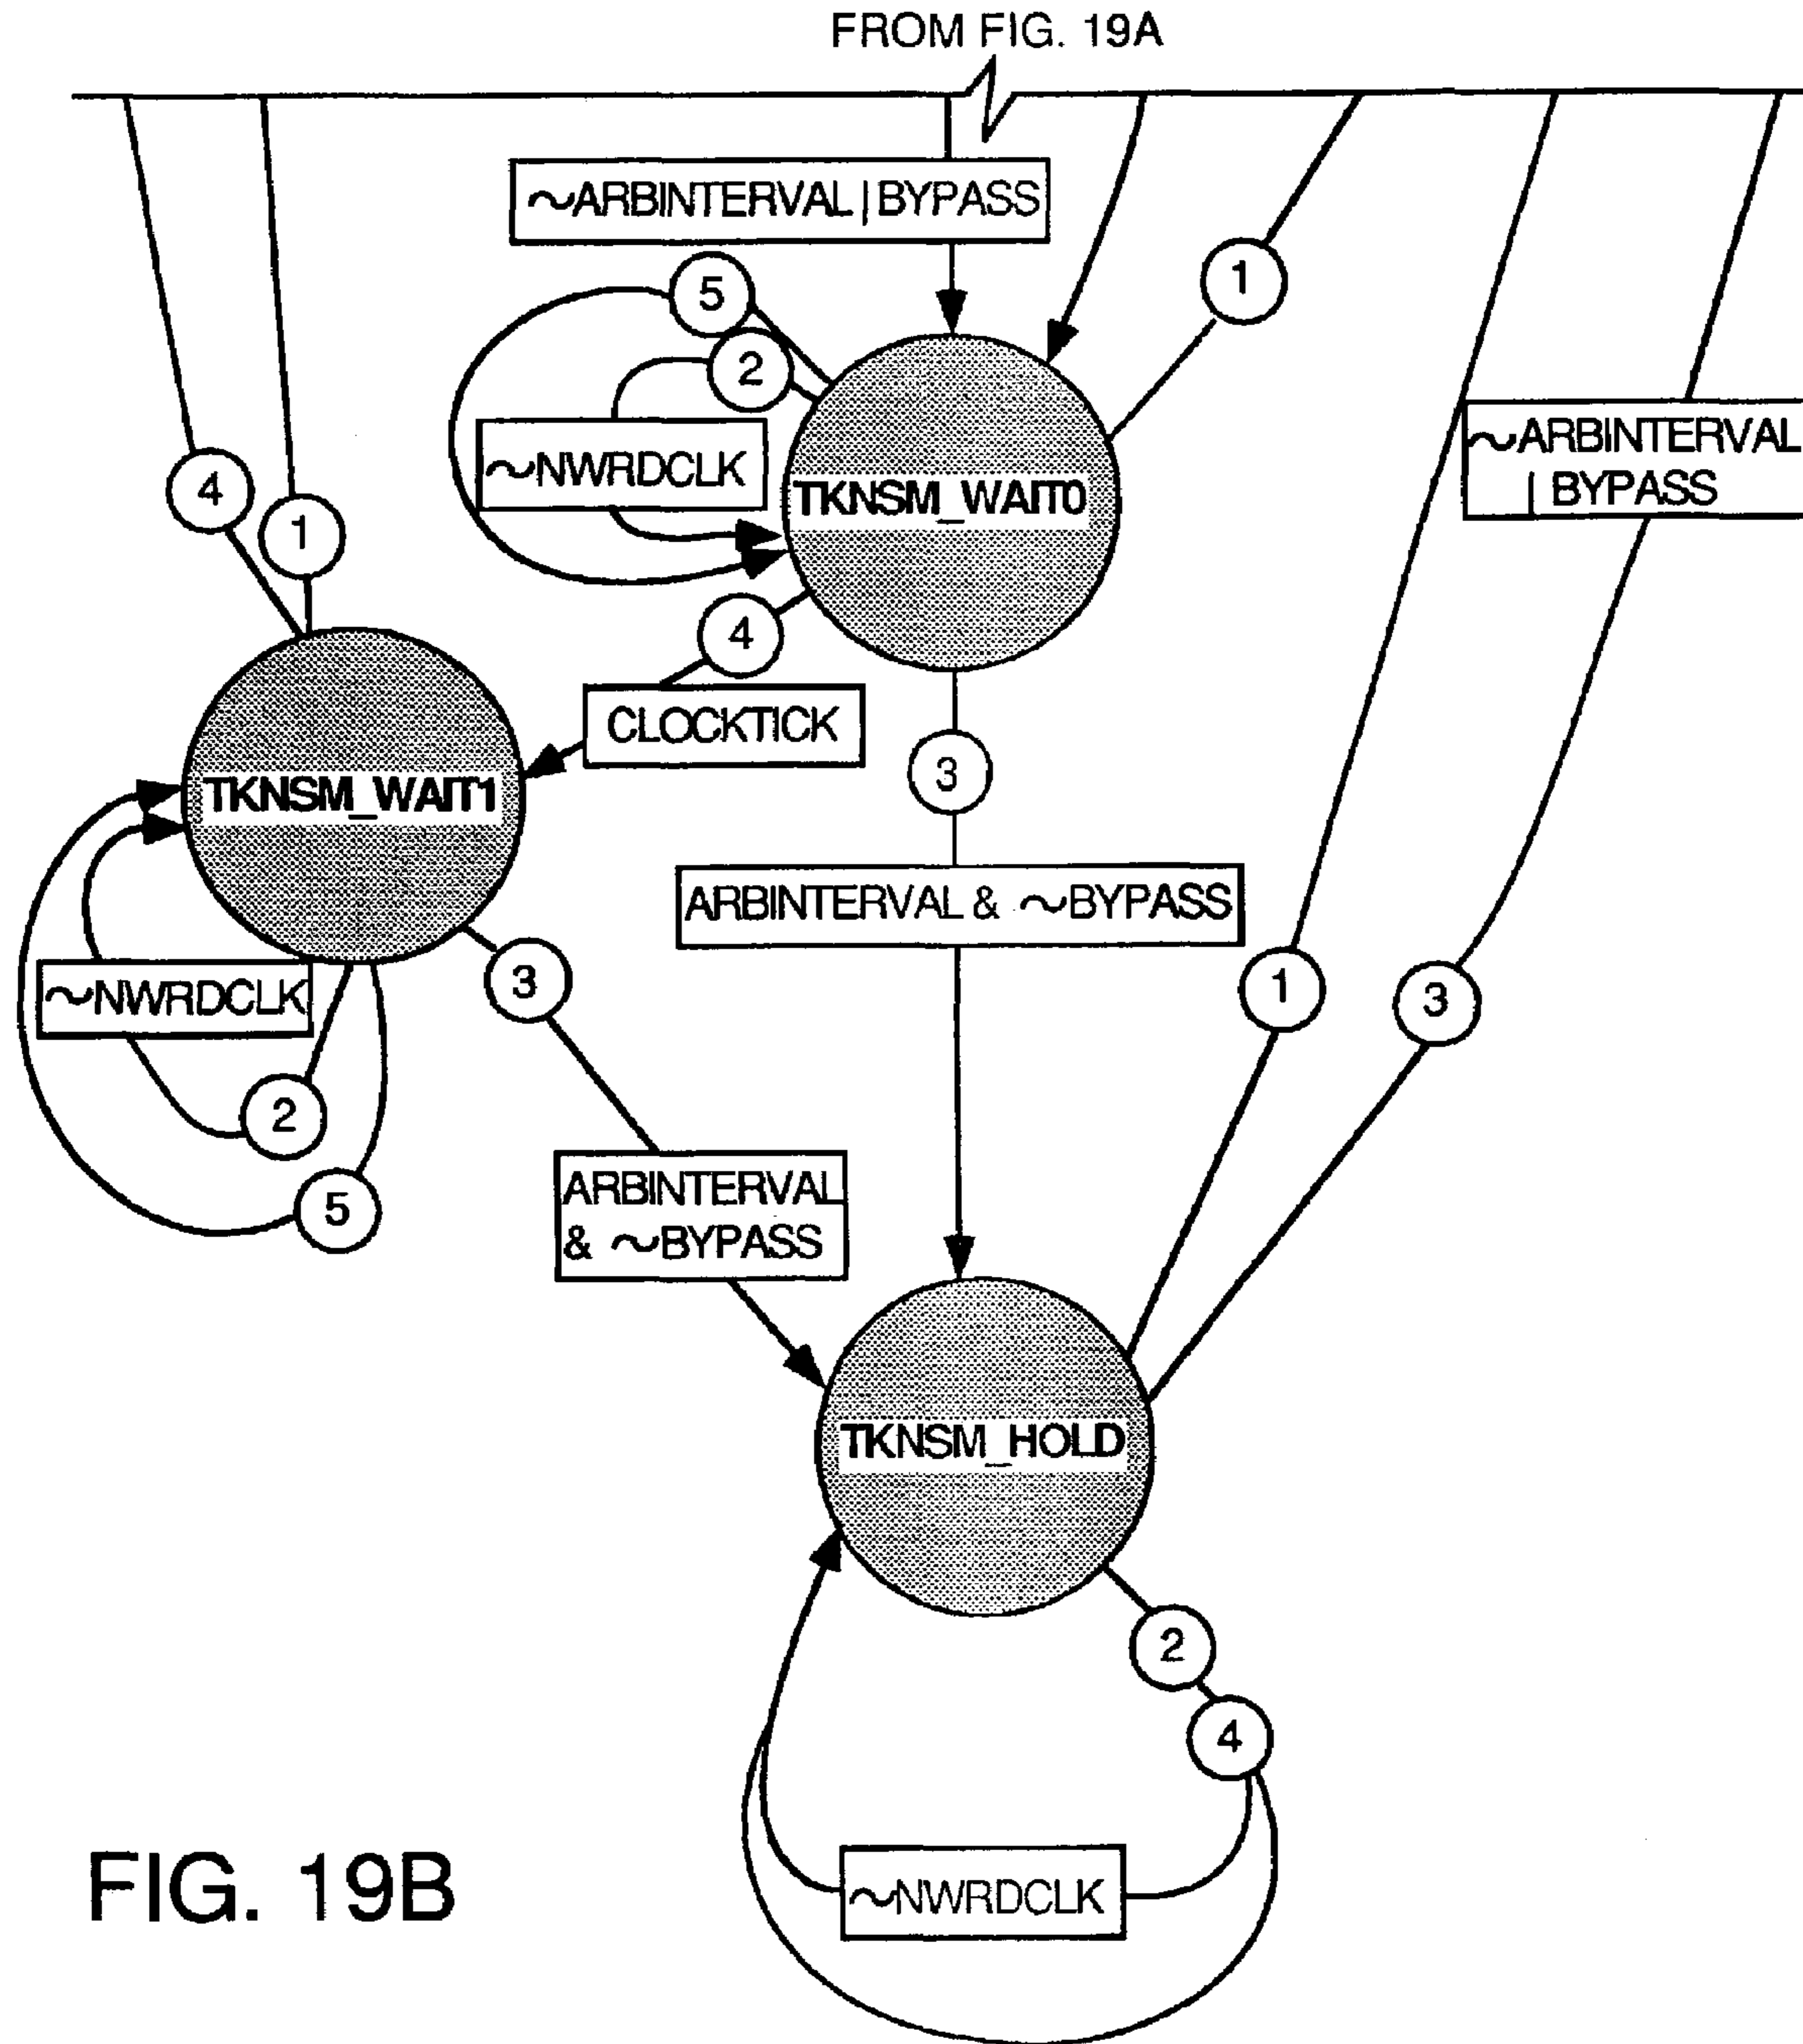 FROM FIG. 19A
~ARBINTERVAL | BYPASS
5
1
2
~ARBINTERVAL
| BYPASS
~NWRDCLK
4
TKNSM_WAIT0
1
4
CLOCKTICK
3
TKNSM_WAIT1
ARBINTERVAL & ~BYPASS
3
~NWRDCLK
1
3
2
ARBINTERVAL
& ~BYPASS
5
TKNSM_HOLD
2
4
~NWRDCLK
FIG. 19B